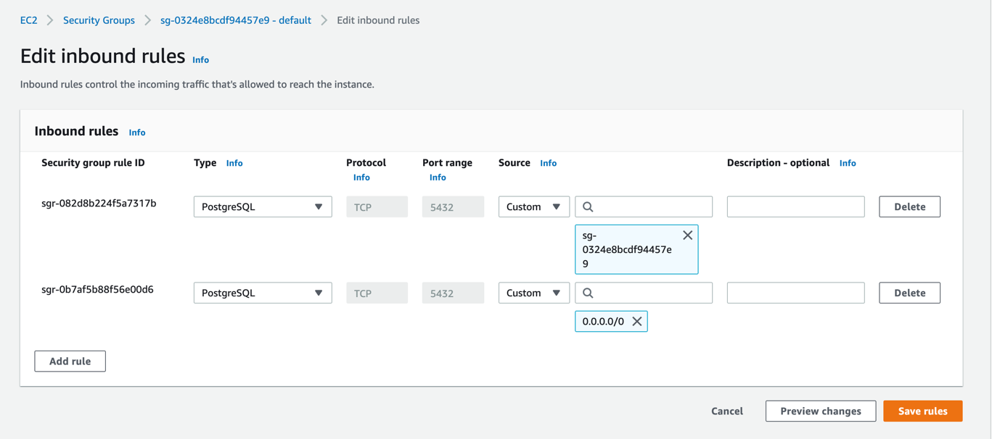 EC2 > Security Groups > sg-0324e8bcdf94457e9 - default > Edit inbound rules
Edit inbound rules Info
Inbound rules control the incoming traffic that's allowed to reach the instance.
Inbound rules Info
Security group rule ID Type Info Protocol Info Port range Info Source Info Description - optional Info
sgr-082d8b224f5a7317b PostgreSQL TCP 5432 Custom Delete
sg-
0324e8bcdf94457e
9
sgr-0b7af5b88f56e00d6 PostgreSQL TCP 5432 Custom Delete
0.0.0.0/0
Add rule
Cancel Preview changes Save rules